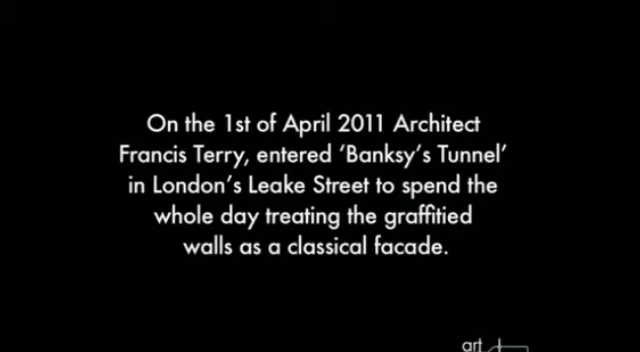 On the 1st of April 2011 Architect
Francis Terry, entered ‘Banksy’s Tunnel’
in London’s Leake Street to spend the
whole day treating the graffitied
walls as a classical facade.
art